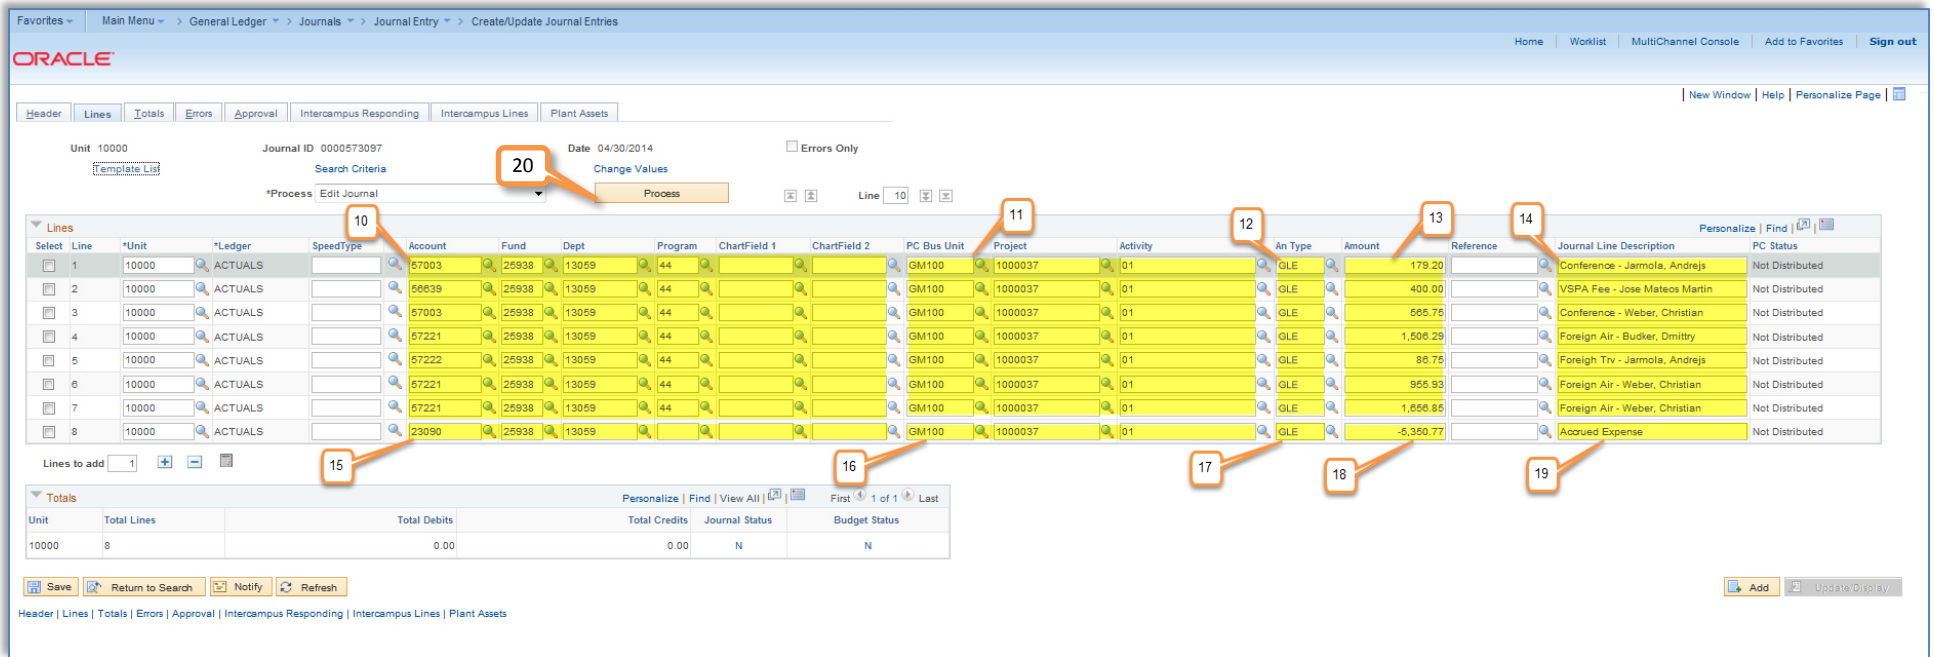 Favorites Main Menu > General Ledger > Journals > Journal Entry > Create/Update Journal Entries
Home Worklist MultiChannel Console Add to Favorites Sign out
ORACLE
New Window | Help | Personalize Page |
Header Lines Totals Errors Approval Intercampus Responding Intercampus Lines Plant Assets
Unit 10000 Journal ID 0000573097 Date 04/30/2014 Errors Only
Template List Search Criteria 20 Change Values
*Process Edit Journal Process Line 10
10 11 12 13 14
Lines Personalize | Find |
Select Line *Unit *Ledger SpeedType Account Fund Dept Program ChartField 1 ChartField 2 PC Bus Unit Project Activity An Type Amount Reference Journal Line Description PC Status
1 10000 ACTUALS 57003 25938 13059 44 GM100 1000037 01 GLE 179.20 Conference - Jarmola, Andrejs Not Distributed
2 10000 ACTUALS 56639 25938 13059 44 GM100 1000037 01 GLE 400.00 VSPA Fee - Jose Mateos Martin Not Distributed
3 10000 ACTUALS 57003 25938 13059 44 GM100 1000037 01 GLE 565.75 Conference - Weber, Christian Not Distributed
4 10000 ACTUALS 57221 25938 13059 44 GM100 1000037 01 GLE 1,506.29 Foreign Air - Budker, Dmittry Not Distributed
5 10000 ACTUALS 57222 25938 13059 44 GM100 1000037 01 GLE 86.75 Foreigh Trv - Jarmola, Andrejs Not Distributed
6 10000 ACTUALS 57221 25938 13059 44 GM100 1000037 01 GLE 955.93 Foreign Air - Weber, Christian Not Distributed
7 10000 ACTUALS 57221 25938 13059 44 GM100 1000037 01 GLE 1,656.85 Foreign Air - Weber, Christian Not Distributed
8 10000 ACTUALS 23090 25938 13059 GM100 1000037 01 GLE -5,350.77 Accrued Expense Not Distributed
Lines to add 1
15 16 17 18 19
Totals Personalize | Find | View All | First 1 of 1 Last
Unit Total Lines Total Debits Total Credits Journal Status Budget Status
10000 8 0.00 0.00 N N
Save Return to Search Notify Refresh Add Update/Display
Header | Lines | Totals | Errors | Approval | Intercampus Responding | Intercampus Lines | Plant Assets